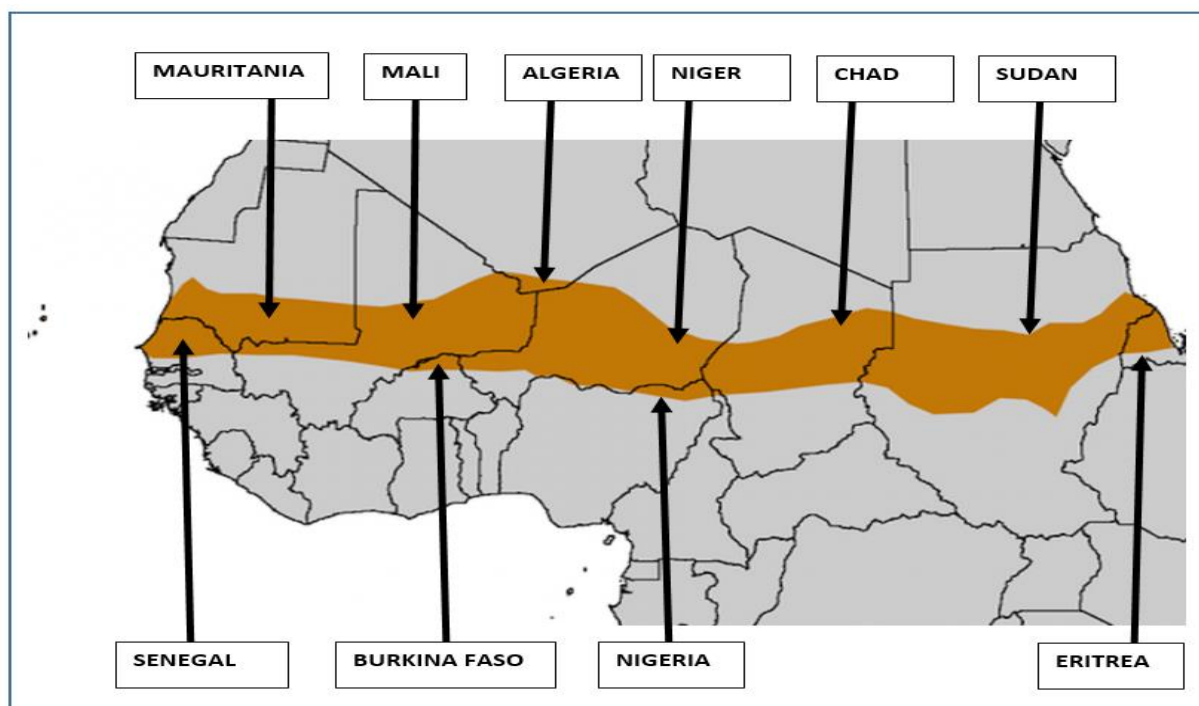 MAURITANIA
MALI
ALGERIA
NIGER
CHAD
SUDAN
SENEGAL
BURKINA FASO
NIGERIA
ERITREA